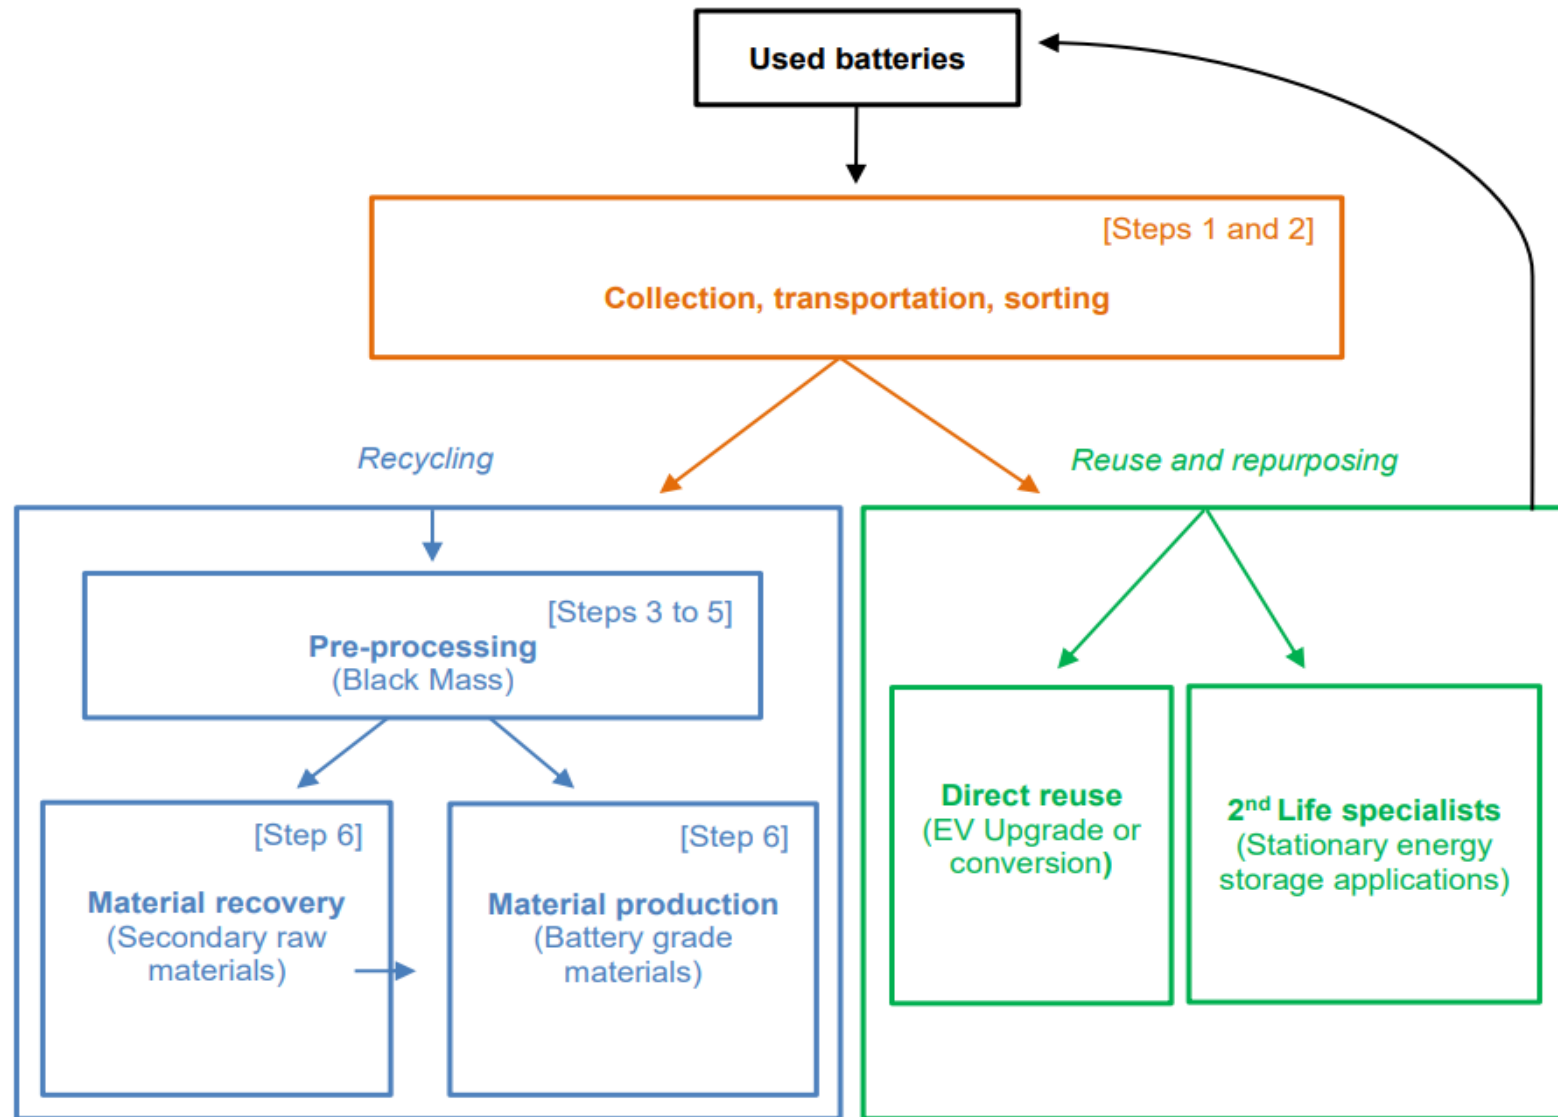 Used batteries
[Steps 1 and 2]
Collection, transportation, sorting
Recycling
Reuse and repurposing
[Steps 3 to 5]
Pre-processing
(Black Mass)
[Step 6]
Material recovery
(Secondary raw
materials)
[Step 6]
Material production
(Battery grade
materials)
Direct reuse
(EV Upgrade or
conversion)
2nd Life specialists
(Stationary energy
storage applications)